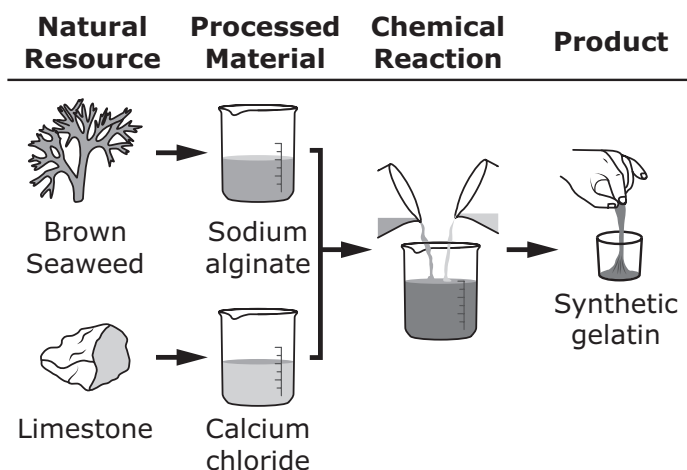 Natural
Resource
Processed
Material
Chemical
Reaction
Product
Brown
Seaweed
Sodium
alginate
Synthetic
gelatin
Limestone
Calcium
chloride